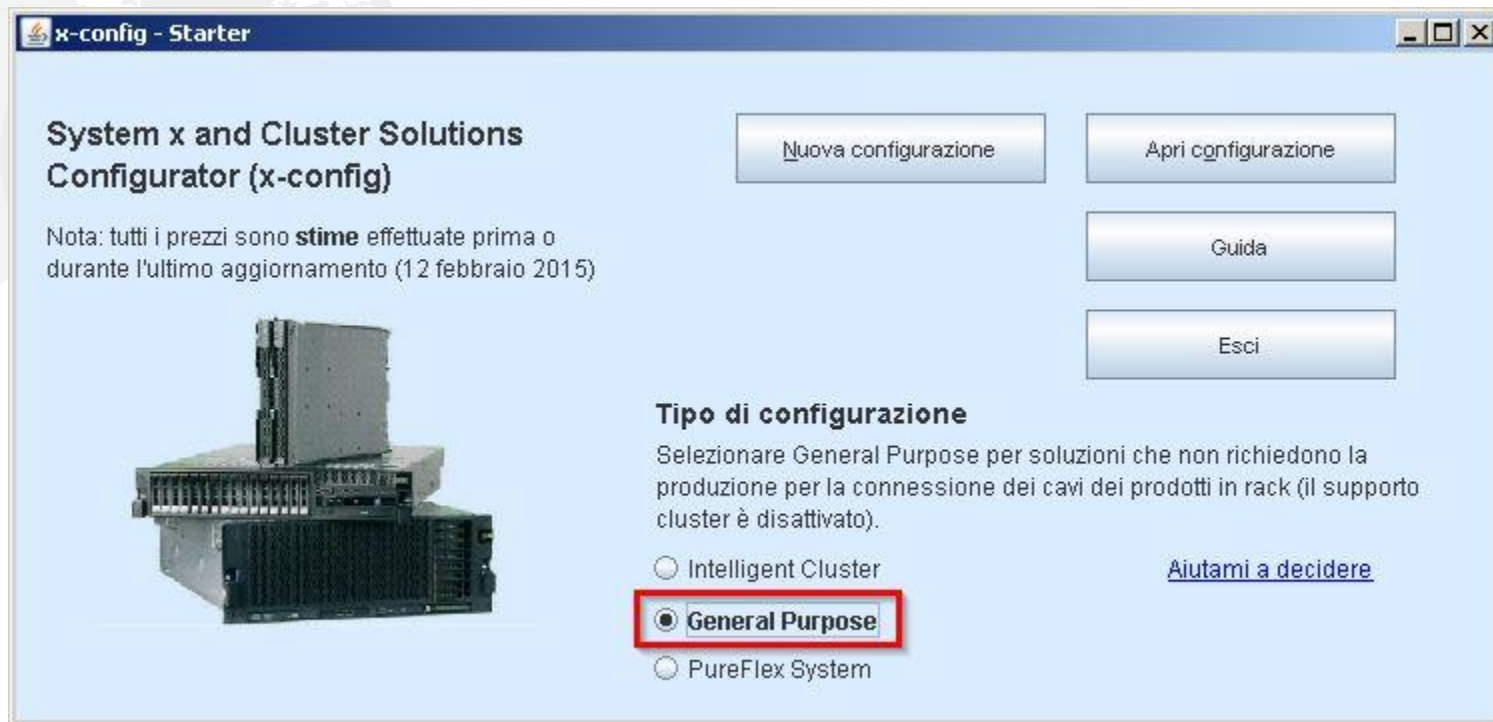 x-config - Starter
System x and Cluster Solutions
Configurator (x-config)
Nota: tutti i prezzi sono stime effettuate prima o
durante l'ultimo aggiornamento (12 febbraio 2015)
Nuova configurazione
Apri configurazione
Guida
Esci
Tipo di configurazione
Selezionare General Purpose per soluzioni che non richiedono la
produzione per la connessione dei cavi dei prodotti in rack (il supporto
cluster è disattivato).
Intelligent Cluster
Aiutami a decidere
General Purpose
PureFlex System